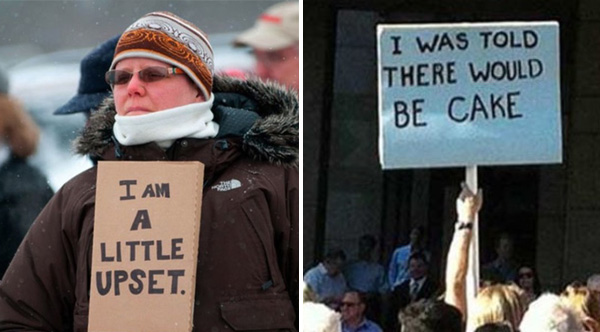 I AM
A
LITTLE
UPSET.
I WAS TOLD
THERE WOULD
BE CAKE